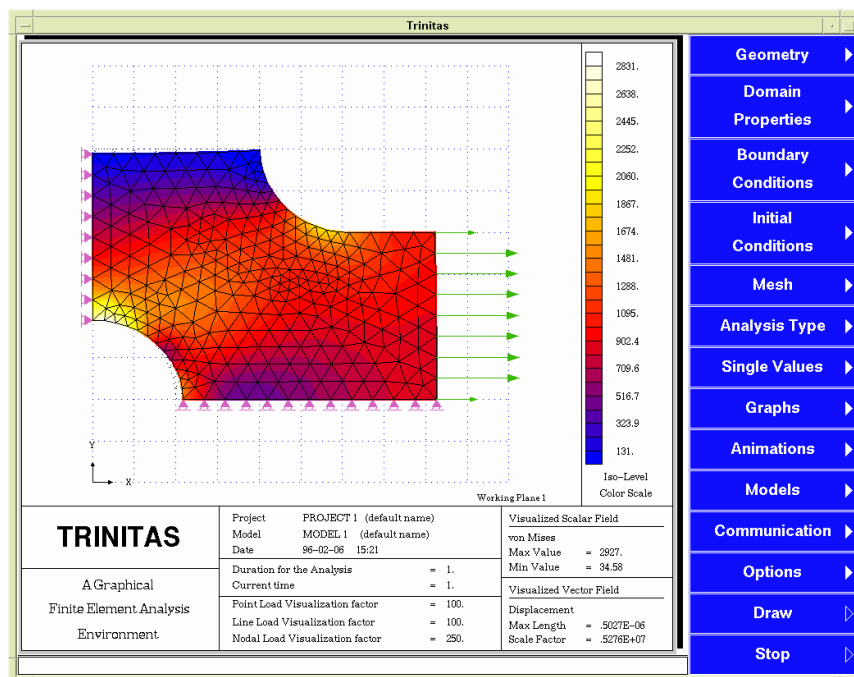 Trinitas
2831.
2638.
2445.
2252.
2060.
1867.
1674.
1481.
1288.
1095.
902.4
709.6
516.7
323.9
131.
Iso-Level
Color Scale
Y
X
Working Plane 1
TRINITAS
A Graphical
Finite Element Analysis
Environment
Project PROJECT 1 (default name)
Model MODEL 1 (default name)
Date 96-02-06 15:21
Duration for the Analysis = 1.
Current time = 1.
Point Load Visualization factor = 100.
Line Load Visualization factor = 100.
Nodal Load Visualization factor = 250.
Visualized Scalar Field
von Mises
Max Value = 2927.
Min Value = 34.58
Visualized Vector Field
Displacement
Max Length = .5027E-06
Scale Factor = .5276E+07
Geometry
Domain
Properties
Boundary
Conditions
Initial
Conditions
Mesh
Analysis Type
Single Values
Graphs
Animations
Models
Communication
Options
Draw
Stop